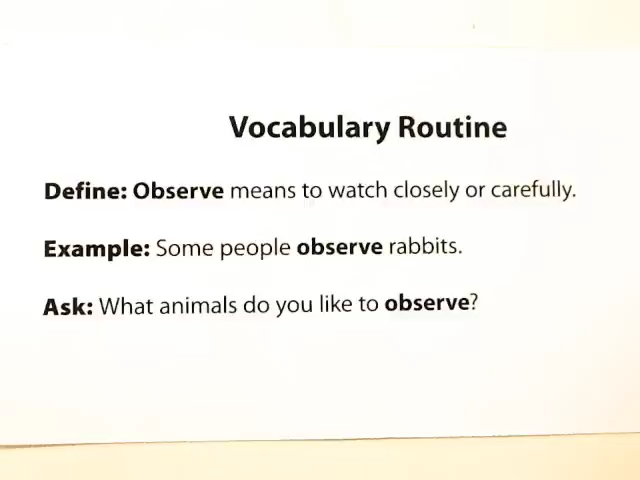 Vocabulary Routine
Define: Observe means to watch closely or carefully.
Example: Some people observe rabbits.
Ask: What animals do you like to observe?